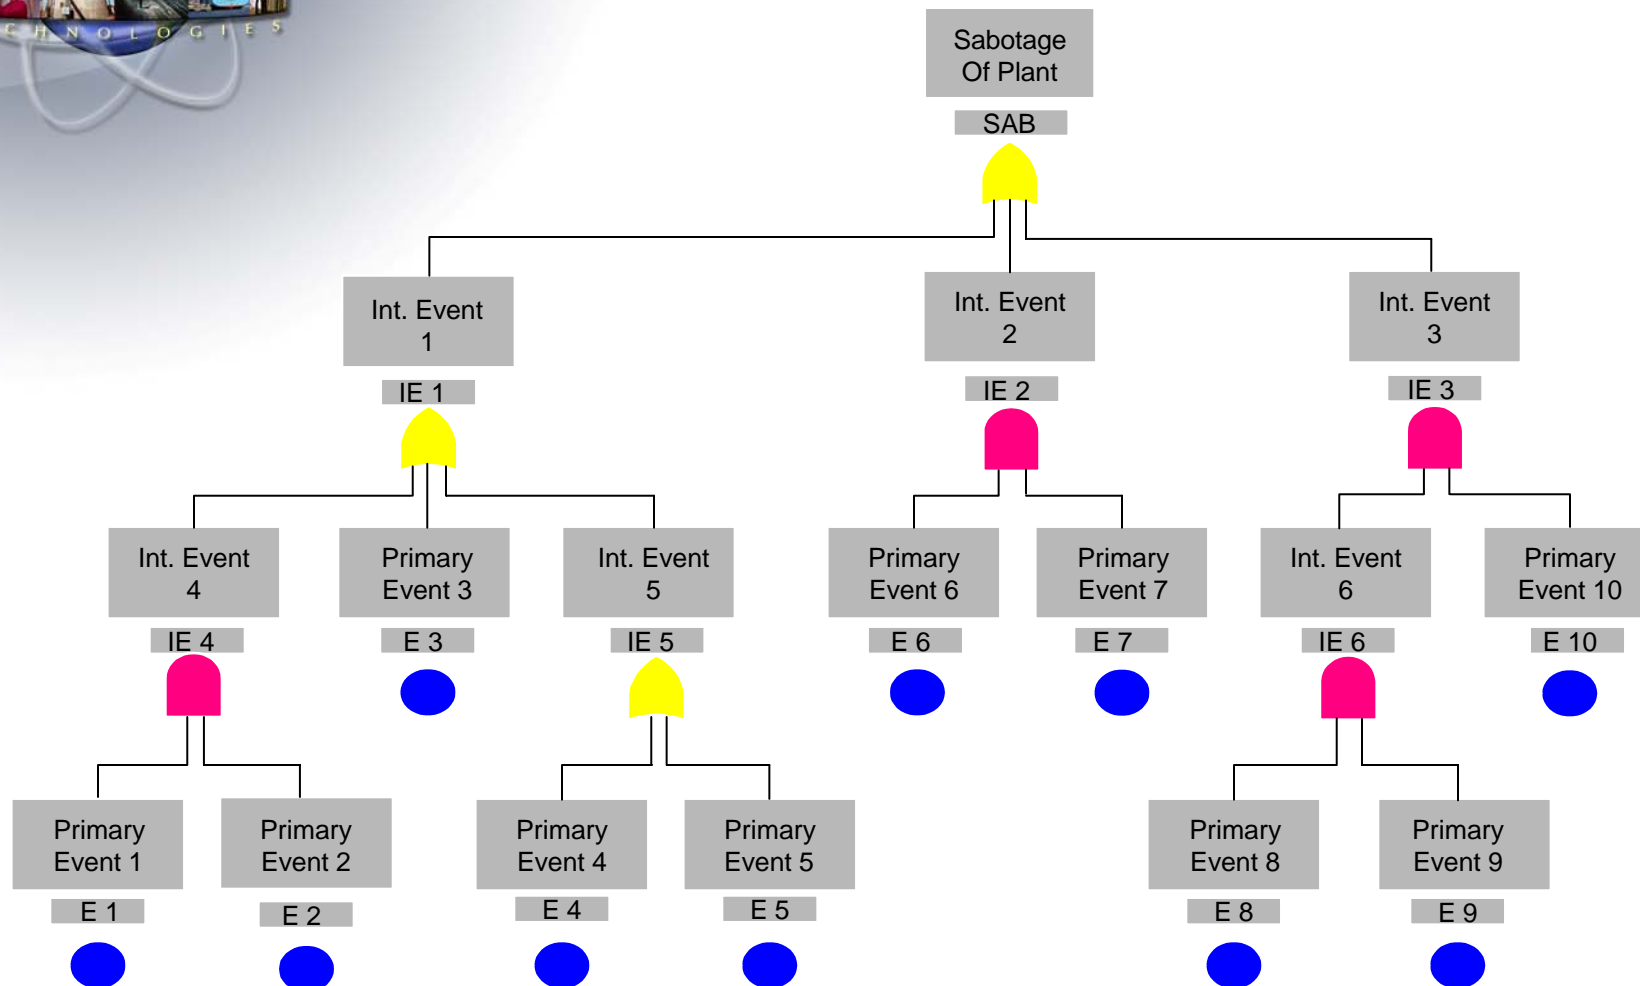 CHNOLOGIES
Sabotage
Of Plant
SAB
Int. Event
1
IE 1
Int. Event
2
IE 2
Int. Event
3
IE 3
Int. Event
4
IE 4
Primary
Event 3
E 3
Int. Event
5
IE 5
Primary
Event 6
E 6
Primary
Event 7
E 7
Int. Event
6
IE 6
Primary
Event 10
E 10
Primary
Event 1
E 1
Primary
Event 2
E 2
Primary
Event 4
E 4
Primary
Event 5
E 5
Primary
Event 8
E 8
Primary
Event 9
E 9